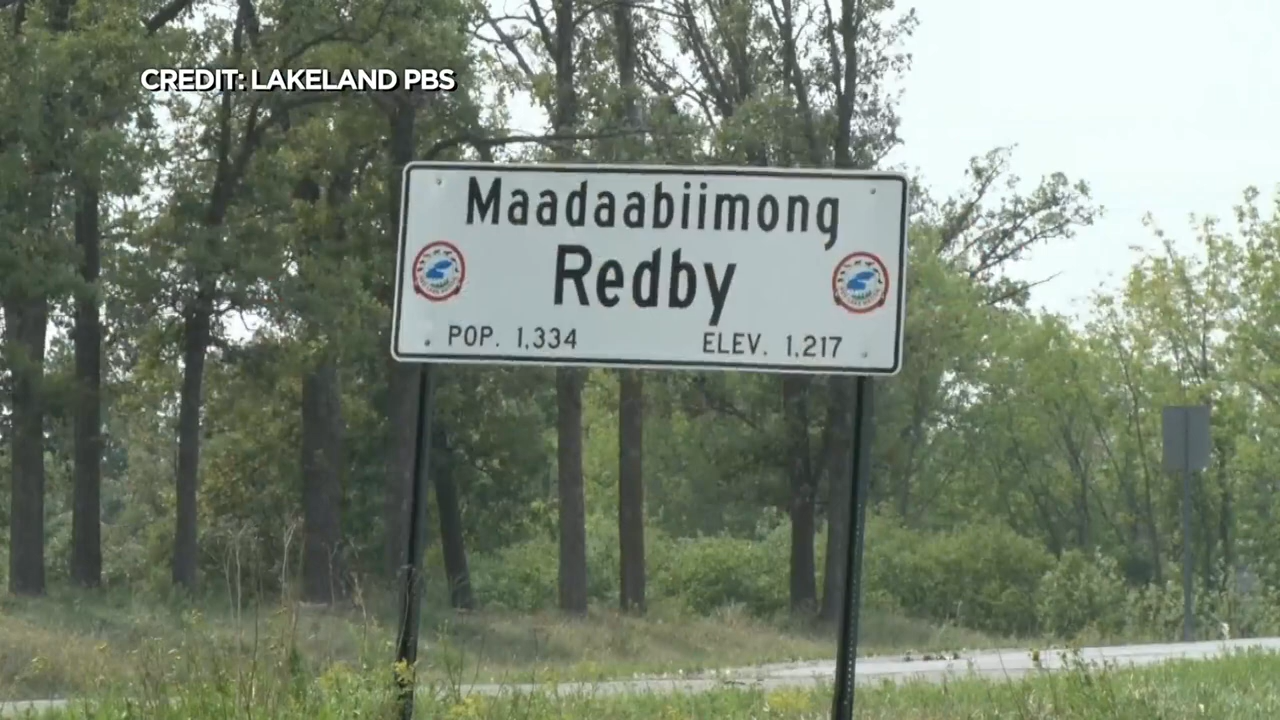 CREDIT: LAKELAND PBS
Maadaabiimong
Redby
POP. 1,334 ELEV. 1,217